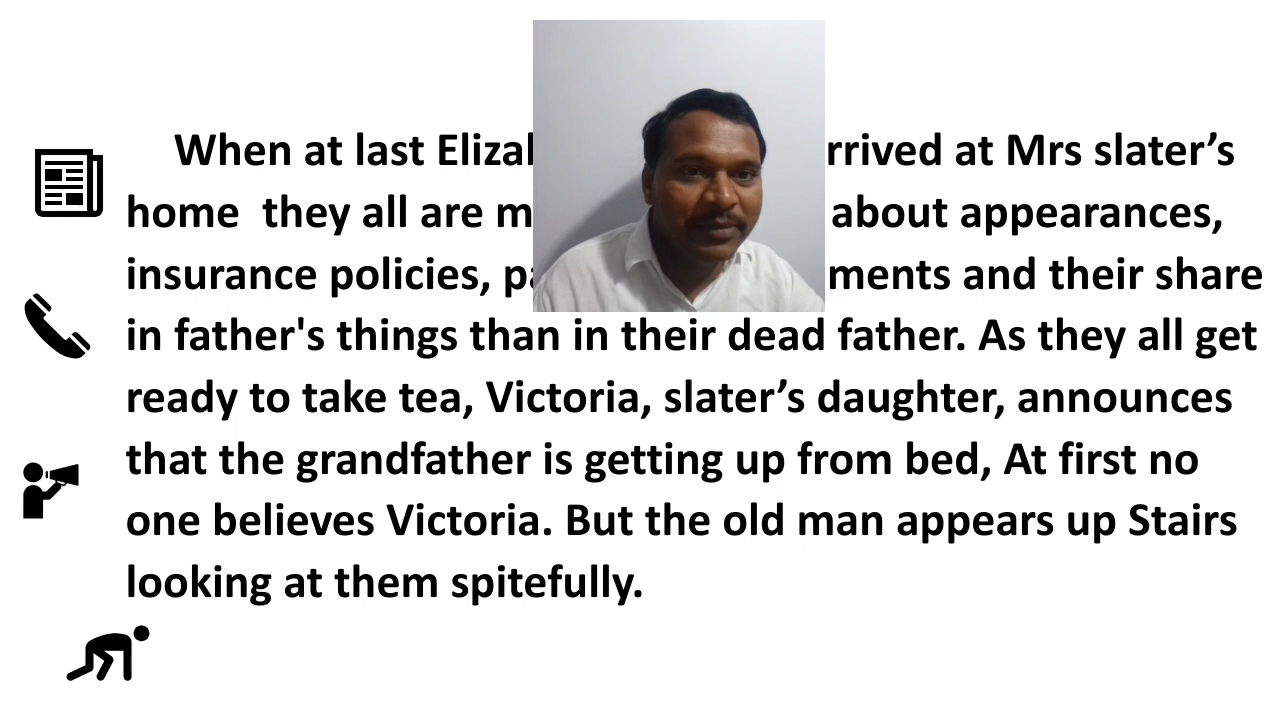 When at last Elizal rrived at Mrs slater’s
home they all are m about appearances,
insurance policies, pa ments and their share
in father's things than in their dead father. As they all get
ready to take tea, Victoria, slater’s daughter, announces
that the grandfather is getting up from bed, At first no
one believes Victoria. But the old man appears up Stairs
looking at them spitefully.